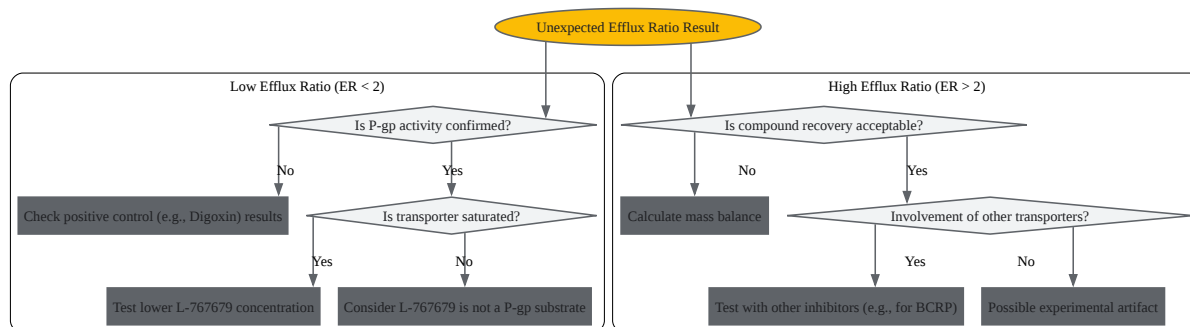 Unexpected Efflux Ratio Result
Low Efflux Ratio (ER < 2)
High Efflux Ratio (ER > 2)
Is P-gp activity confirmed?
Is compound recovery acceptable?
No
Yes
No
Yes
Check positive control (e.g., Digoxin) results
Is transporter saturated?
Calculate mass balance
Involvement of other transporters?
Yes
No
Yes
No
Test lower L-767679 concentration
Consider L-767679 is not a P-gp substrate
Test with other inhibitors (e.g., for BCRP)
Possible experimental artifact